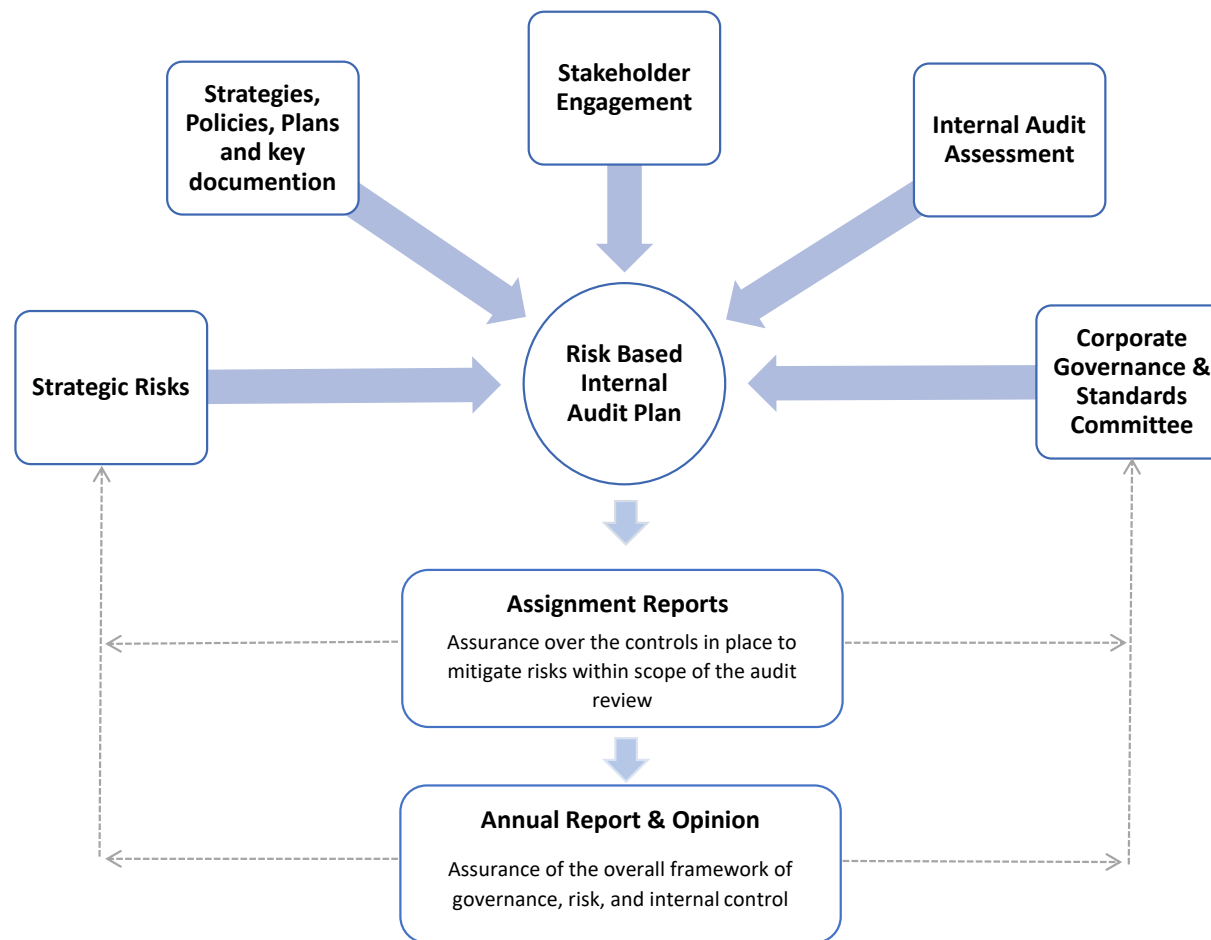 Stakeholder
Engagement
Strategies,
Policies, Plans
and key
documention
Internal Audit
Assessment
Strategic Risks
Risk Based
Internal
Audit Plan
Corporate
Governance &
Standards
Committee
Assignment Reports
Assurance over the controls in place to
mitigate risks within scope of the audit
review
Annual Report & Opinion
Assurance of the overall framework of
governance, risk, and internal control